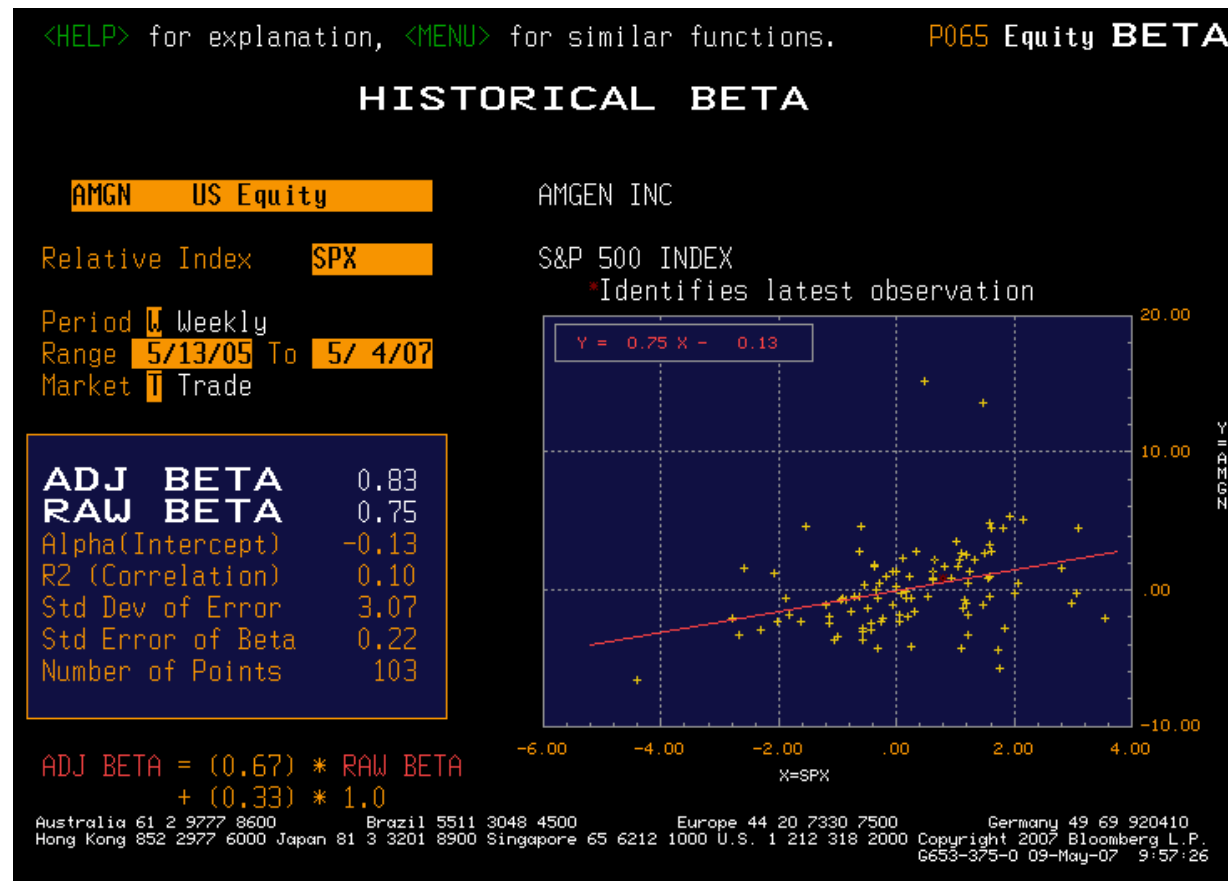 <HELP> for explanation, <MENU> for similar functions. P065 Equity BETA
HISTORICAL BETA
AMGN US Equity
AMGEN INC
Relative Index SPX
S&P 500 INDEX
*Identifies latest observation
Period W Weekly
Range 5/13/05 To 5/ 4/07
Market T Trade
Y = 0.75 X - 0.13
20.00
10.00
.00
-10.00
Y=AMGN
ADJ BETA 0.83
RAW BETA 0.75
Alpha(Intercept) -0.13
R2 (Correlation) 0.10
Std Dev of Error 3.07
Std Error of Beta 0.22
Number of Points 103
-6.00 -4.00 -2.00 .00 2.00 4.00
X=SPX
ADJ BETA = (0.67) * RAW BETA
+ (0.33) * 1.0
Australia 61 2 9777 8600 Brazil 5511 3048 4500 Europe 44 20 7330 7500 Germany 49 69 920410
Hong Kong 852 2977 6000 Japan 81 3 3201 8900 Singapore 65 6212 1000 U.S. 1 212 318 2000 Copyright 2007 Bloomberg L.P.
G653-375-0 09-May-07 9:57:26